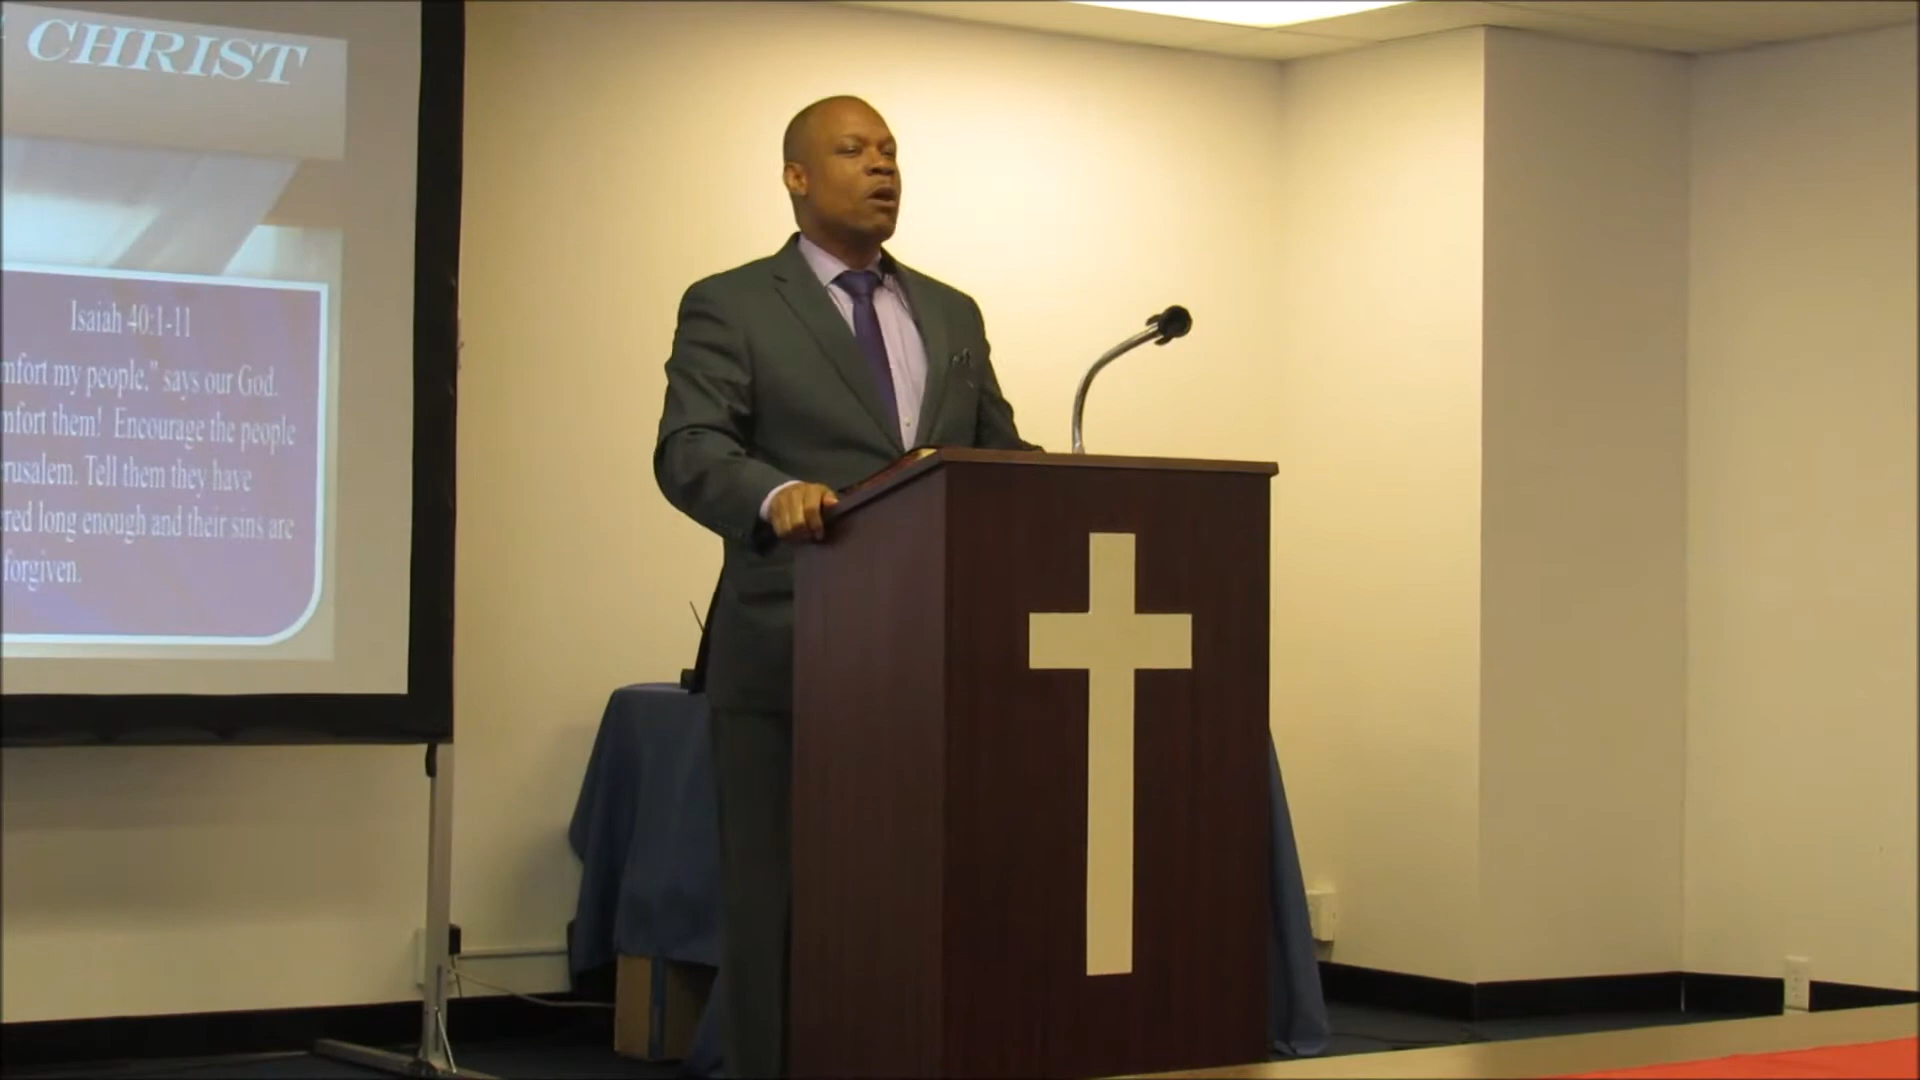 CHRIST
Isaiah 40:1-11
mfort my people," says our God.
mfort them! Encourage the people
rusalem. Tell them they have
red long enough and their sins are
forgiven.